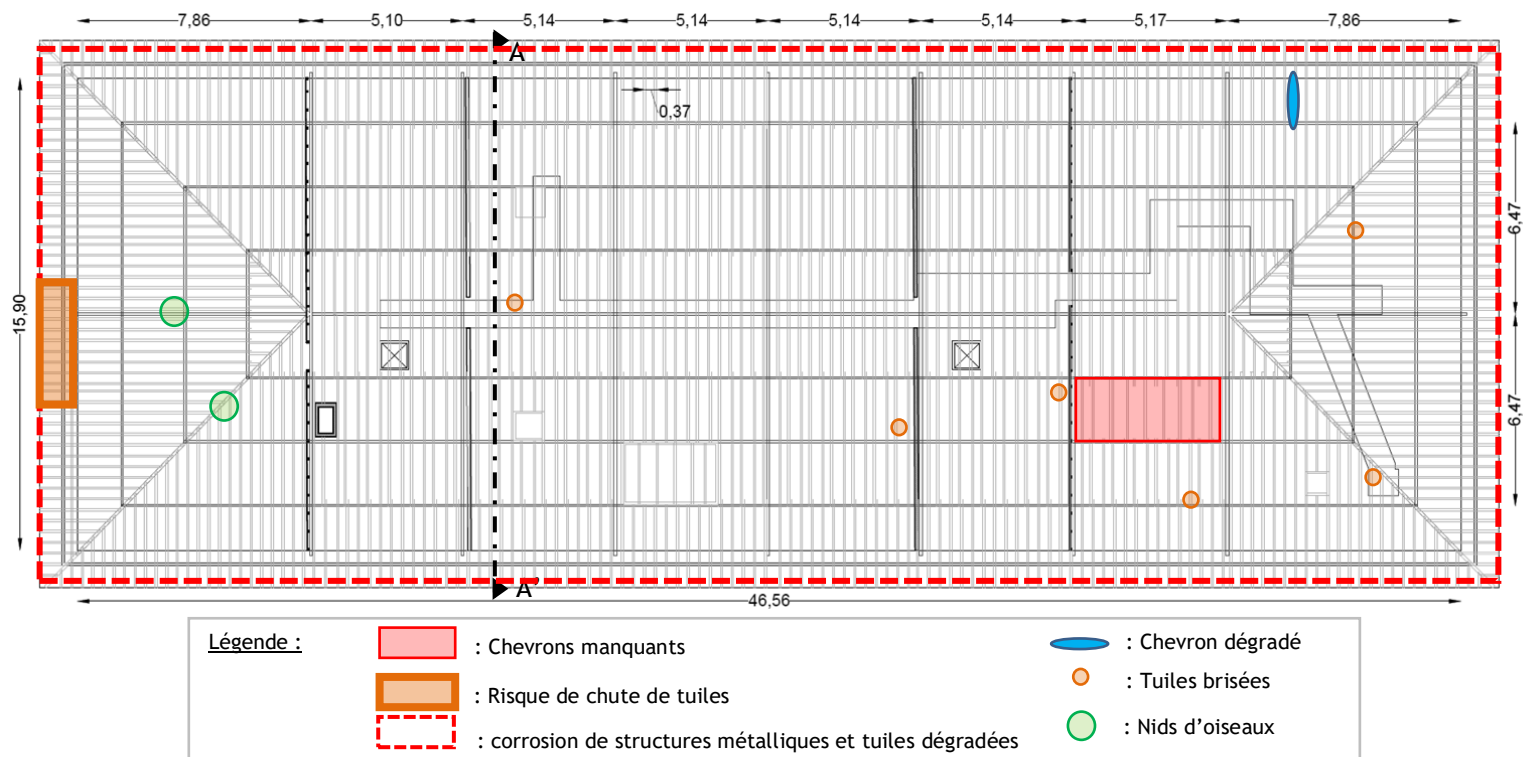 7,86 5,10 5,14 5,14 5,14 5,14 5,17 7,86
A
0,37
6,47
15,90
6,47
A'
46,56
Légende :
: Chevrons manquants
: Chevron dégradé
: Risque de chute de tuiles
: Tuiles brisées
: corrosion de structures métalliques et tuiles dégradées
: Nids d'oiseaux